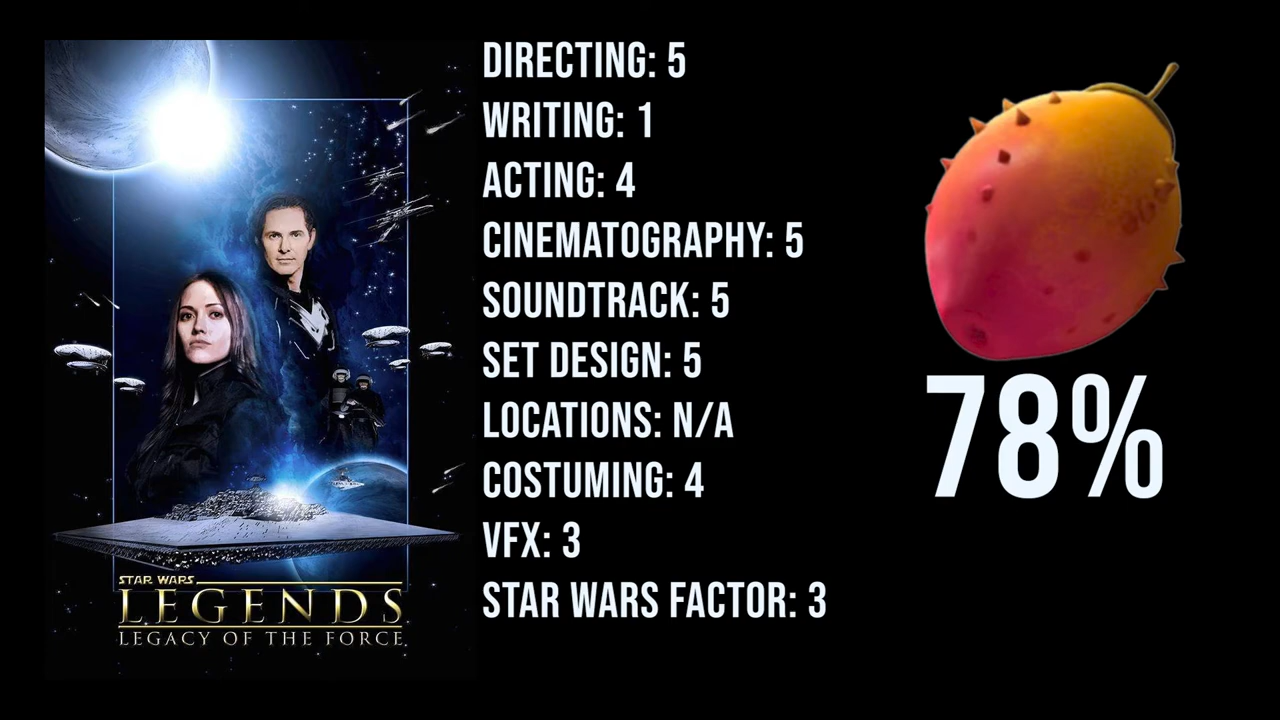 DIRECTING: 5
WRITING: 1
ACTING: 4
CINEMATOGRAPHY: 5
SOUNDTRACK: 5
SET DESIGN: 5
LOCATIONS: N/A
COSTUMING: 4
VFX: 3
STAR WARS FACTOR: 3
78%
STAR WARS
LEGENDS
LEGACY OF THE FORCE